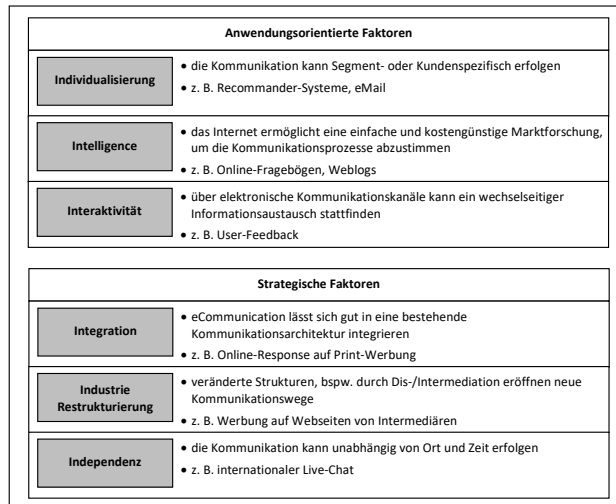 Anwendungsorientierte Faktoren
Individualisierung
• die Kommunikation kann Segment- oder Kundenspezifisch erfolgen
• z. B. Recommander-Systeme, eMail
Intelligence
• das Internet ermöglicht eine einfache und kostengünstige Marktforschung,
um die Kommunikationsprozesse abzustimmen
• z. B. Online-Fragebögen, Weblogs
Interaktivität
• über elektronische Kommunikationskanäle kann ein wechselseitiger
Informationsaustausch stattfinden
• z. B. User-Feedback
Strategische Faktoren
Integration
• eCommunication lässt sich gut in eine bestehende
Kommunikationsarchitektur integrieren
• z. B. Online-Response auf Print-Werbung
Industrie
Restrukturierung
• veränderte Strukturen, bspw. durch Dis-/Intermediation eröffnen neue
Kommunikationswege
• z. B. Werbung auf Webseiten von Intermediären
Independenz
• die Kommunikation kann unabhängig von Ort und Zeit erfolgen
• z. B. internationaler Live-Chat